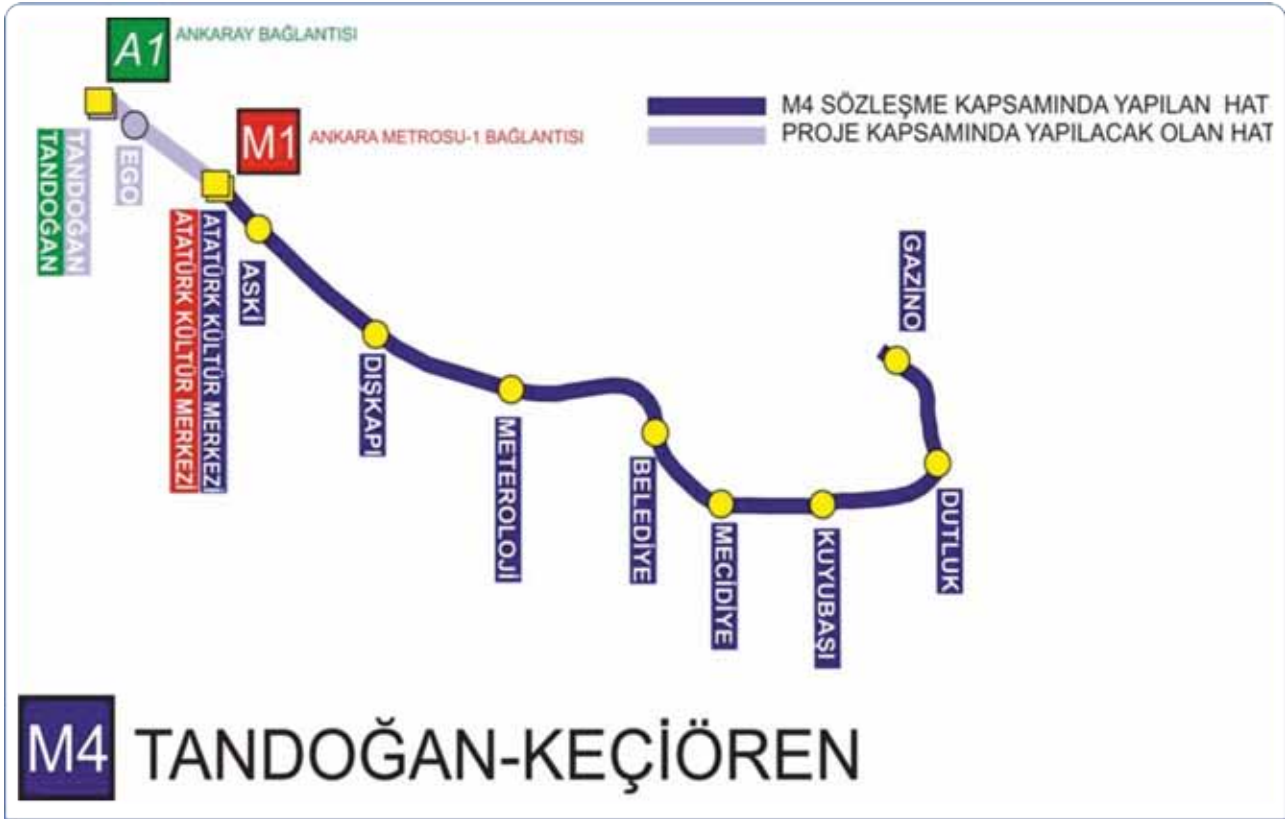 A1
ANKARAY BAĞLANTISI
M1
ANKARA METROSU-1 BAĞLANTISI
M4 SÖZLEŞME KAPSAMINDA YAPILAN HAT
PROJE KAPSAMINDA YAPILACAK OLAN HAT
TANDOĞAN
TANDOĞAN
EGO
ATATÜRK KÜLTÜR MERKEZİ
ATATÜRK KÜLTÜR MERKEZİ
ASKİ
DIŞKAPI
METEROLOJİ
BELEDİYE
MECİDİYE
KUYUBAŞI
DUTLUK
GAZİNO
M4
TANDOĞAN-KEÇİÖREN